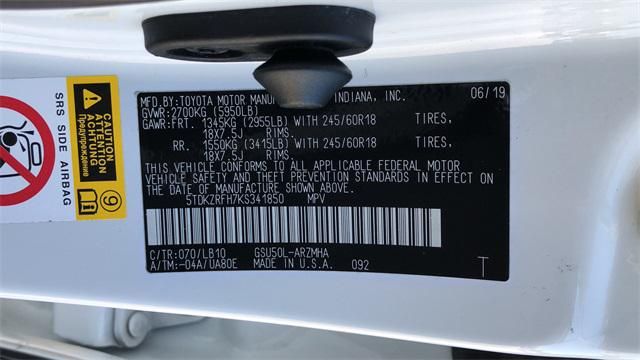 MFD. BY:TOYOTA MOTOR MANU INDIANA, INC. 06/19
GVWR: 2700KG (5950LB)
GAWR:FRT. 1345KG (2955LB) WITH 245/60R18 TIRES,
18X7.5J RIMS.
RR. 1550KG (3415LB) WITH 245/60R18 TIRES,
18X7.5J RIMS.
THIS VEHICLE CONFORMS TO ALL APPLICABLE FEDERAL MOTOR
VEHICLE SAFETY AND THEFT PREVENTION STANDARDS IN EFFECT ON
THE DATE OF MANUFACTURE SHOWN ABOVE.
5TDKZRFH7KS341850 MPV
C/TR:070/LB10 GSU50L-ARZMHA
A/TM:-04A/UA80E MADE IN U.S.A. 092 T
SRS SIDE AIRBAG
CAUTION
ATTENTION
ACHTUNG
Предупреждение
9